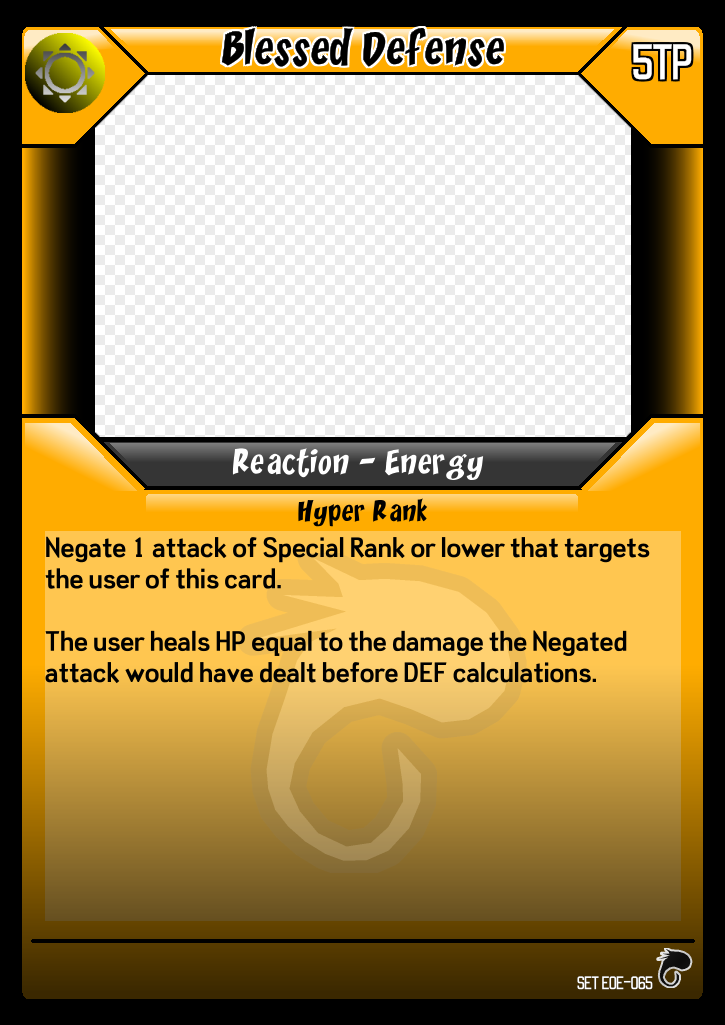 Blessed Defense
5TP
Reaction - Energy
Hyper Rank
Negate 1 attack of Special Rank or lower that targets
the user of this card.
The user heals HP equal to the damage the Negated
attack would have dealt before DEF calculations.
SET EOE-065